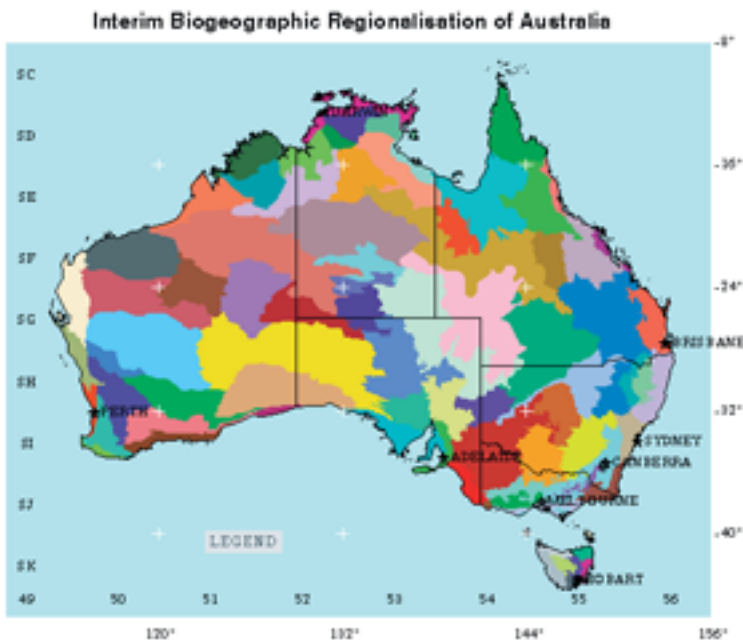 Interim Biogeographic Regionalisation of Australia
-8°
SC
DARWIN
SD
G
-16°
SE
SF
-24°
SG
BRISBANE
SH
PERTH
-32°
SI
SYDNEY
ADELAIDE
CANBERRA
SJ
MELBOURNE
LEGEND
-40°
SK
HOBART
49 50 51 52 53 54 55 56
120° 132° 144° 156°